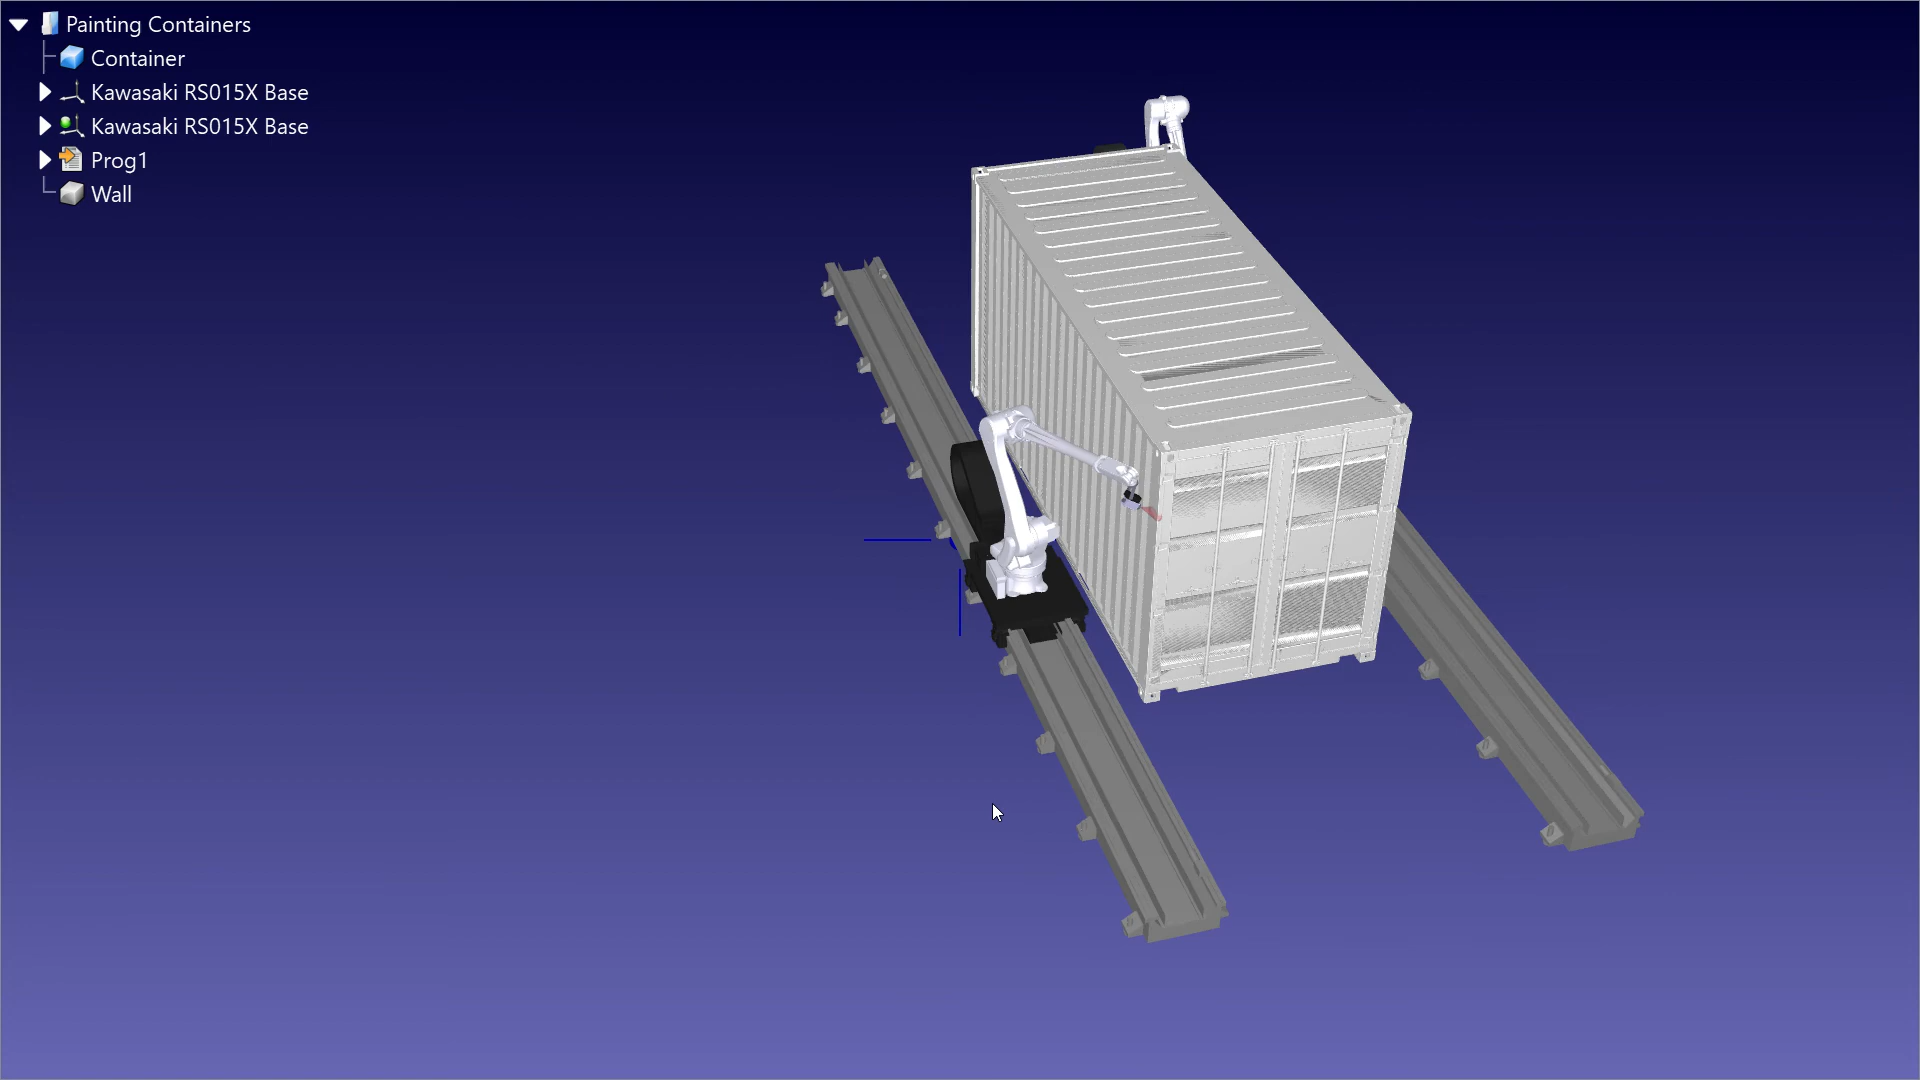 Painting Containers
Container
Kawasaki RS015X Base
Kawasaki RS015X Base
Prog1
Wall